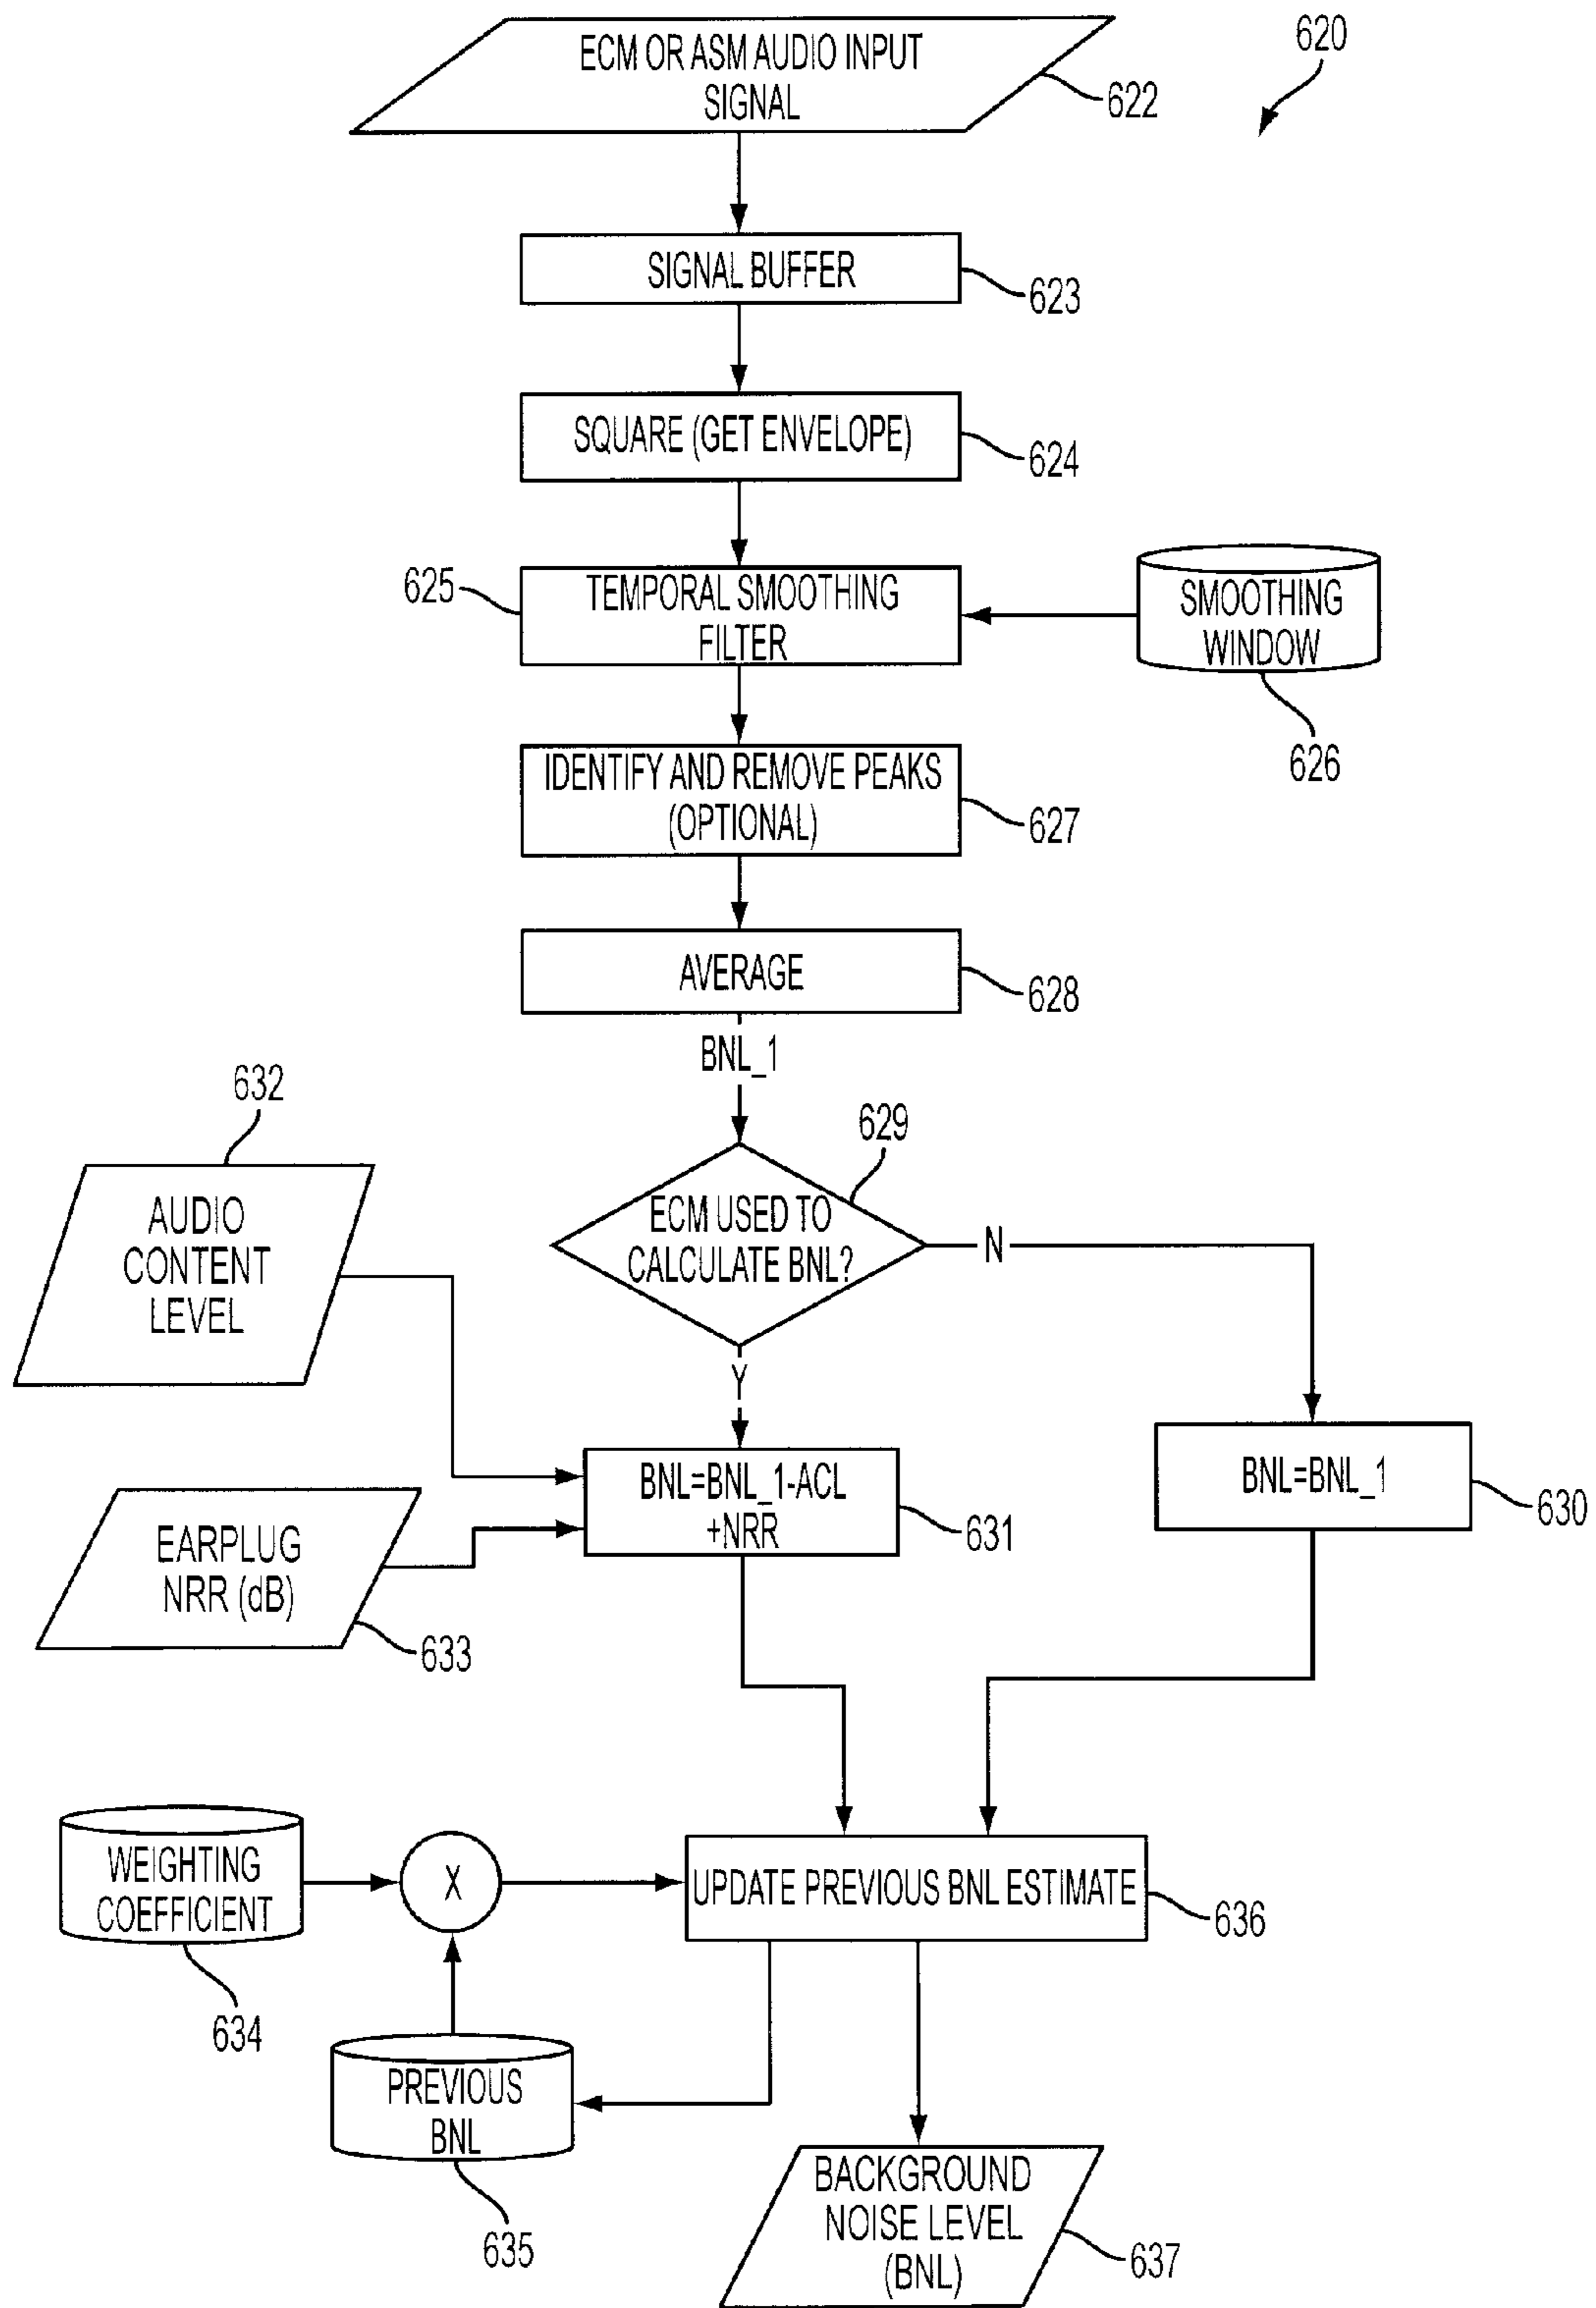 ECM OR ASM AUDIO INPUT
SIGNAL
622
620
SIGNAL BUFFER
623
SQUARE (GET ENVELOPE)
624
625
TEMPORAL SMOOTHING
FILTER
SMOOTHING
WINDOW
626
IDENTIFY AND REMOVE PEAKS
(OPTIONAL)
627
AVERAGE
628
BNL_1
632
AUDIO
CONTENT
LEVEL
629
ECM USED TO
CALCULATE BNL?
N
Y
BNL=BNL_1-ACL
+NRR
631
BNL=BNL_1
630
EARPLUG
NRR (dB)
633
WEIGHTING
COEFFICIENT
634
X
UPDATE PREVIOUS BNL ESTIMATE
636
PREVIOUS
BNL
635
BACKGROUND
NOISE LEVEL
(BNL)
637